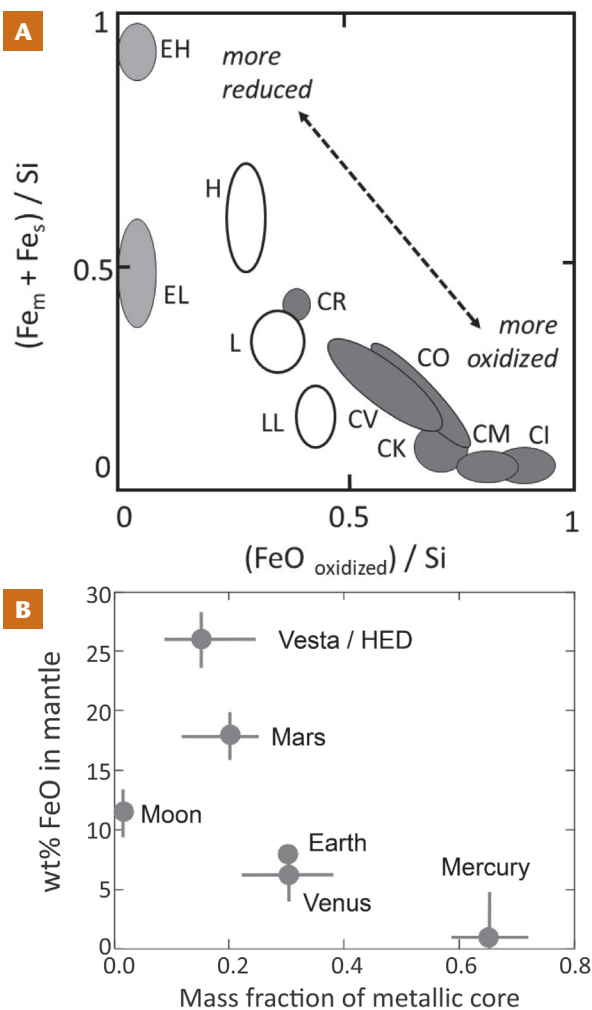 A
1
EH
more
reduced
H
(Feₘ + Feₛ) / Si
0.5
EL
CR
more
oxidized
L
CO
LL
CV
CK
CM
CI
0
0
0.5
1
(FeO oxidized) / Si
B
30
Vesta / HED
25
wt% FeO in mantle
20
Mars
15
Moon
10
Earth
Mercury
5
Venus
0
0.0
0.2
0.4
0.6
0.8
Mass fraction of metallic core